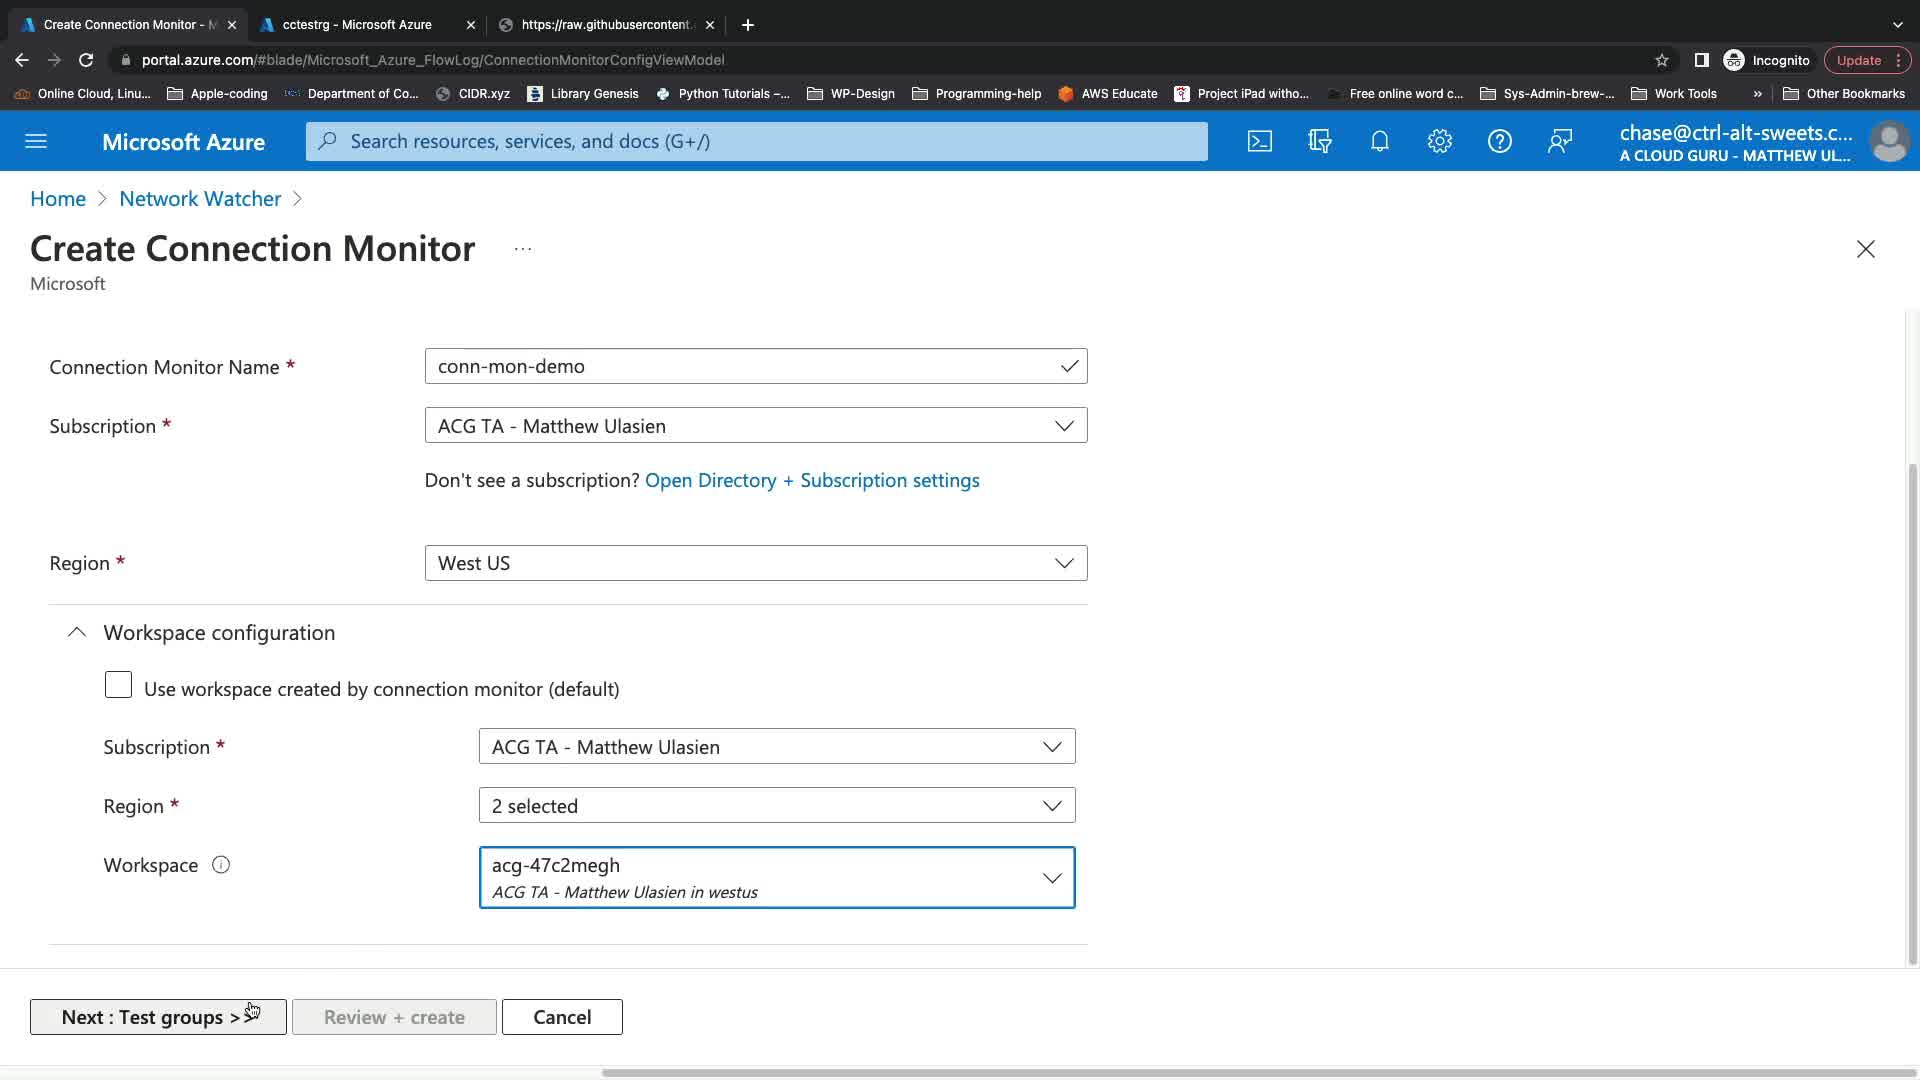 Create Connection Monitor - M
cctestrg - Microsoft Azure
https://raw.githubusercontent.
portal.azure.com/#blade/Microsoft_Azure_FlowLog/ConnectionMonitorConfigViewModel
Incognito
Update
Online Cloud, Linu...
Apple-coding
Department of Co...
CIDR.xyz
Library Genesis
Python Tutorials –...
WP-Design
Programming-help
AWS Educate
Project iPad witho...
Free online word c...
Sys-Admin-brew-...
Work Tools
»
Other Bookmarks
Microsoft Azure
Search resources, services, and docs (G+/)
chase@ctrl-alt-sweets.c...
A CLOUD GURU - MATTHEW UL...
Home > Network Watcher >
Create Connection Monitor ...
Microsoft
Connection Monitor Name *
conn-mon-demo
Subscription *
ACG TA - Matthew Ulasien
Don't see a subscription? Open Directory + Subscription settings
Region *
West US
Workspace configuration
Use workspace created by connection monitor (default)
Subscription *
ACG TA - Matthew Ulasien
Region *
2 selected
Workspace
acg-47c2megh
ACG TA - Matthew Ulasien in westus
Next : Test groups >>
Review + create
Cancel